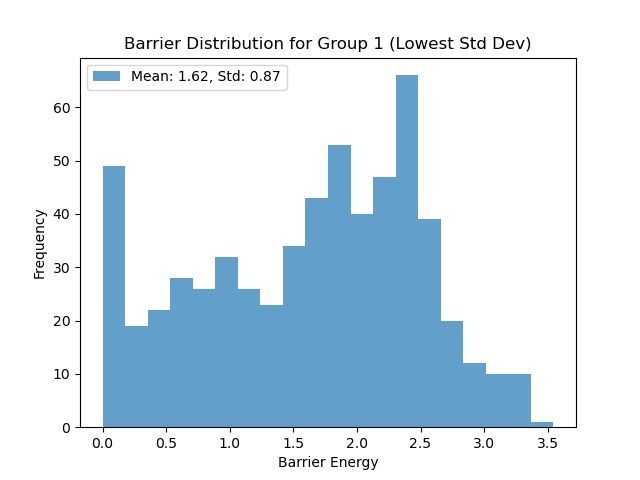 Barrier Distribution for Group 1 (Lowest Std Dev)
Mean: 1.62, Std: 0.87
Frequency
60
50
40
30
20
10
0
0.0 0.5 1.0 1.5 2.0 2.5 3.0 3.5
Barrier Energy